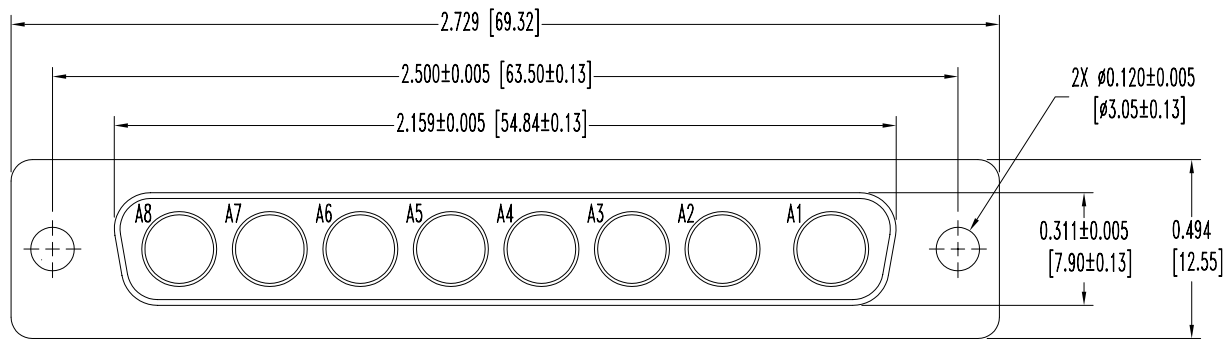 2.729 [69.32]
2.500±0.005 [63.50±0.13]
2X ø0.120±0.005
[ø3.05±0.13]
2.159±0.005 [54.84±0.13]
A8 A7 A6 A5 A4 A3 A2 A1
0.311±0.005
[7.90±0.13]
0.494
[12.55]